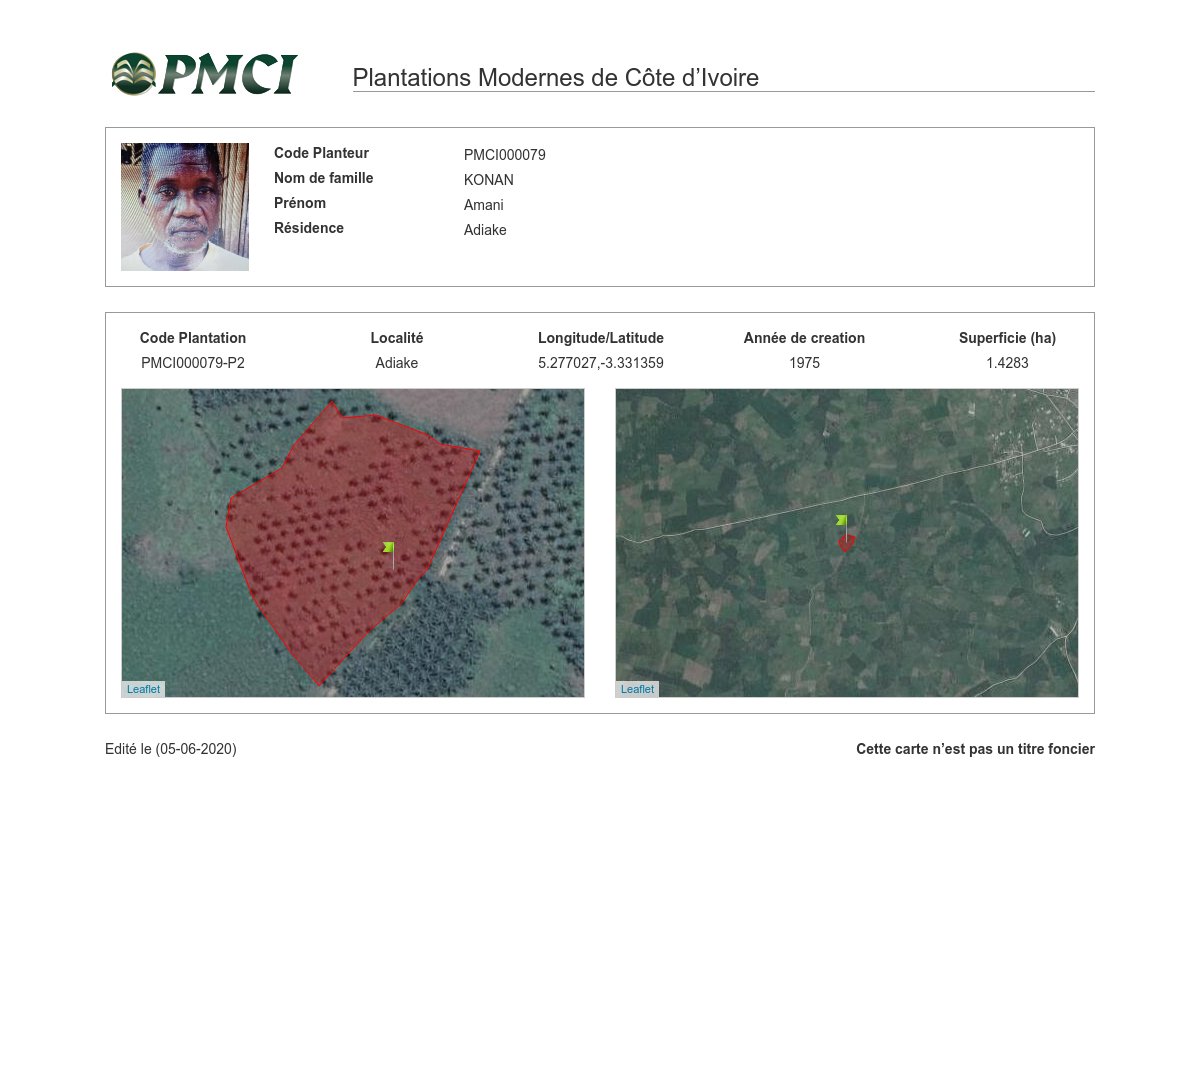 PMCI
Plantations Modernes de Côte d’Ivoire
Code Planteur PMCI000079
Nom de famille KONAN
Prénom Amani
Résidence Adiake
Code Plantation Localité Longitude/Latitude Année de creation Superficie (ha)
PMCI000079-P2 Adiake 5.277027,-3.331359 1975 1.4283
Leaflet Leaflet
Edité le (05-06-2020) Cette carte n’est pas un titre foncier